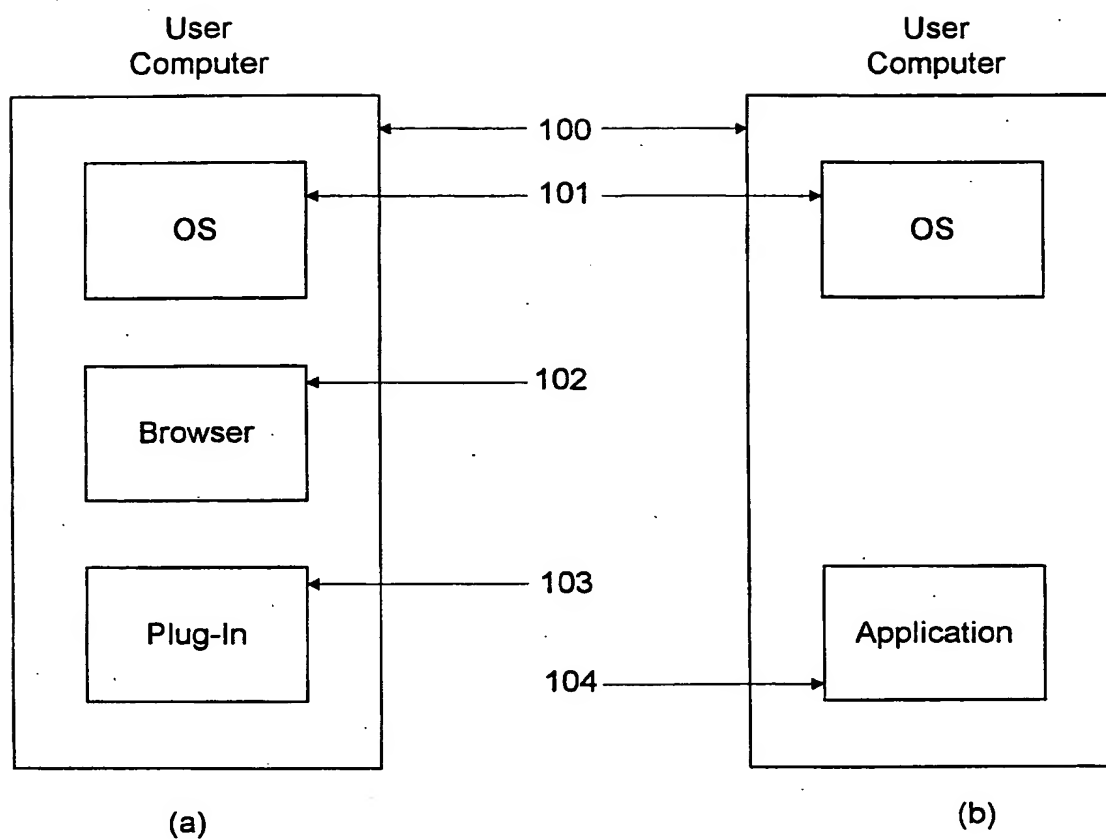 User
Computer
User
Computer
100
101
OS
OS
102
Browser
103
Plug-In
Application
104
(a)
(b)